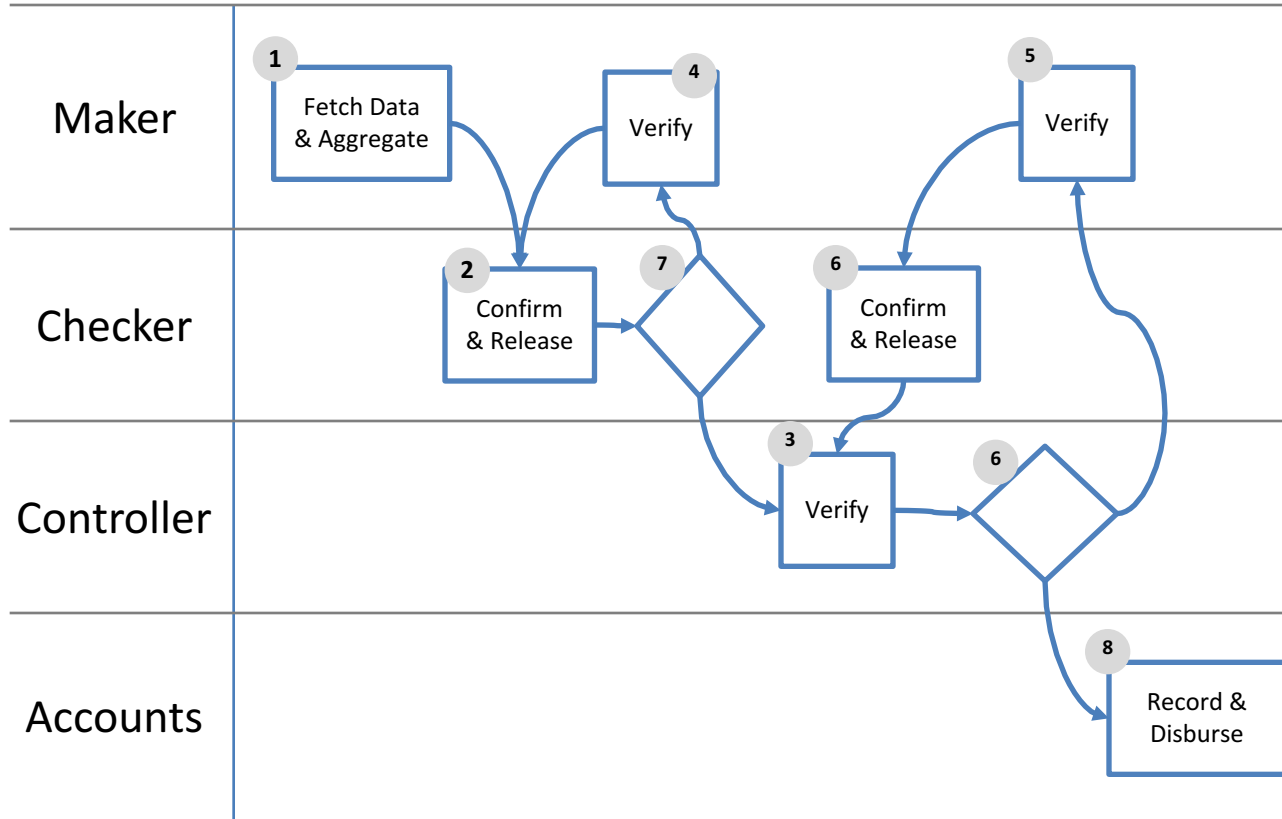 Maker
1
Fetch Data
& Aggregate
4
Verify
5
Verify
Checker
2
Confirm
& Release
7
6
Confirm
& Release
Controller
3
Verify
6
Accounts
8
Record &
Disburse